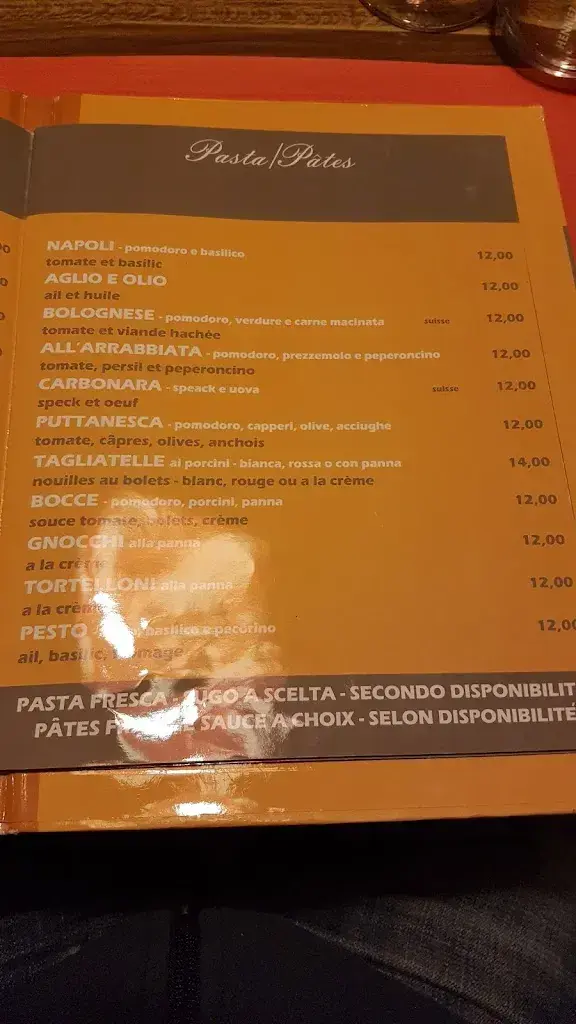 Pasta/Pâtes
NAPOLI - pomodoro e basilico 12,00
tomate et basilic
AGLIO E OLIO 12,00
ail et huile
BOLOGNESE - pomodoro, verdure e carne macinata suisse 12,00
tomate et viande hachée
ALL'ARRABBIATA - pomodoro, prezzemolo e peperoncino 12,00
tomate, persil et peperoncino
CARBONARA - speack e uova suisse 12,00
speck et oeuf
PUTTANESCA - pomodoro, capperi, olive, acciughe 12,00
tomate, câpres, olives, anchois
TAGLIATELLE ai porcini - bianca, rossa o con panna 14,00
nouilles au bolets - blanc, rouge ou a la crème
BOCCE - pomodoro, porcini, panna 12,00
souce tomate, bolets, crème
GNOCCHI alla panna 12,00
a la crème
TORTELLONI alla panna 12,00
a la crème
PESTO basilico e pecorino 12,0
ail, basilic, fromage
PASTA FRESCA - SUGO A SCELTA - SECONDO DISPONIBILIT
PÂTES SAUCE A CHOIX - SELON DISPONIBILITÉ